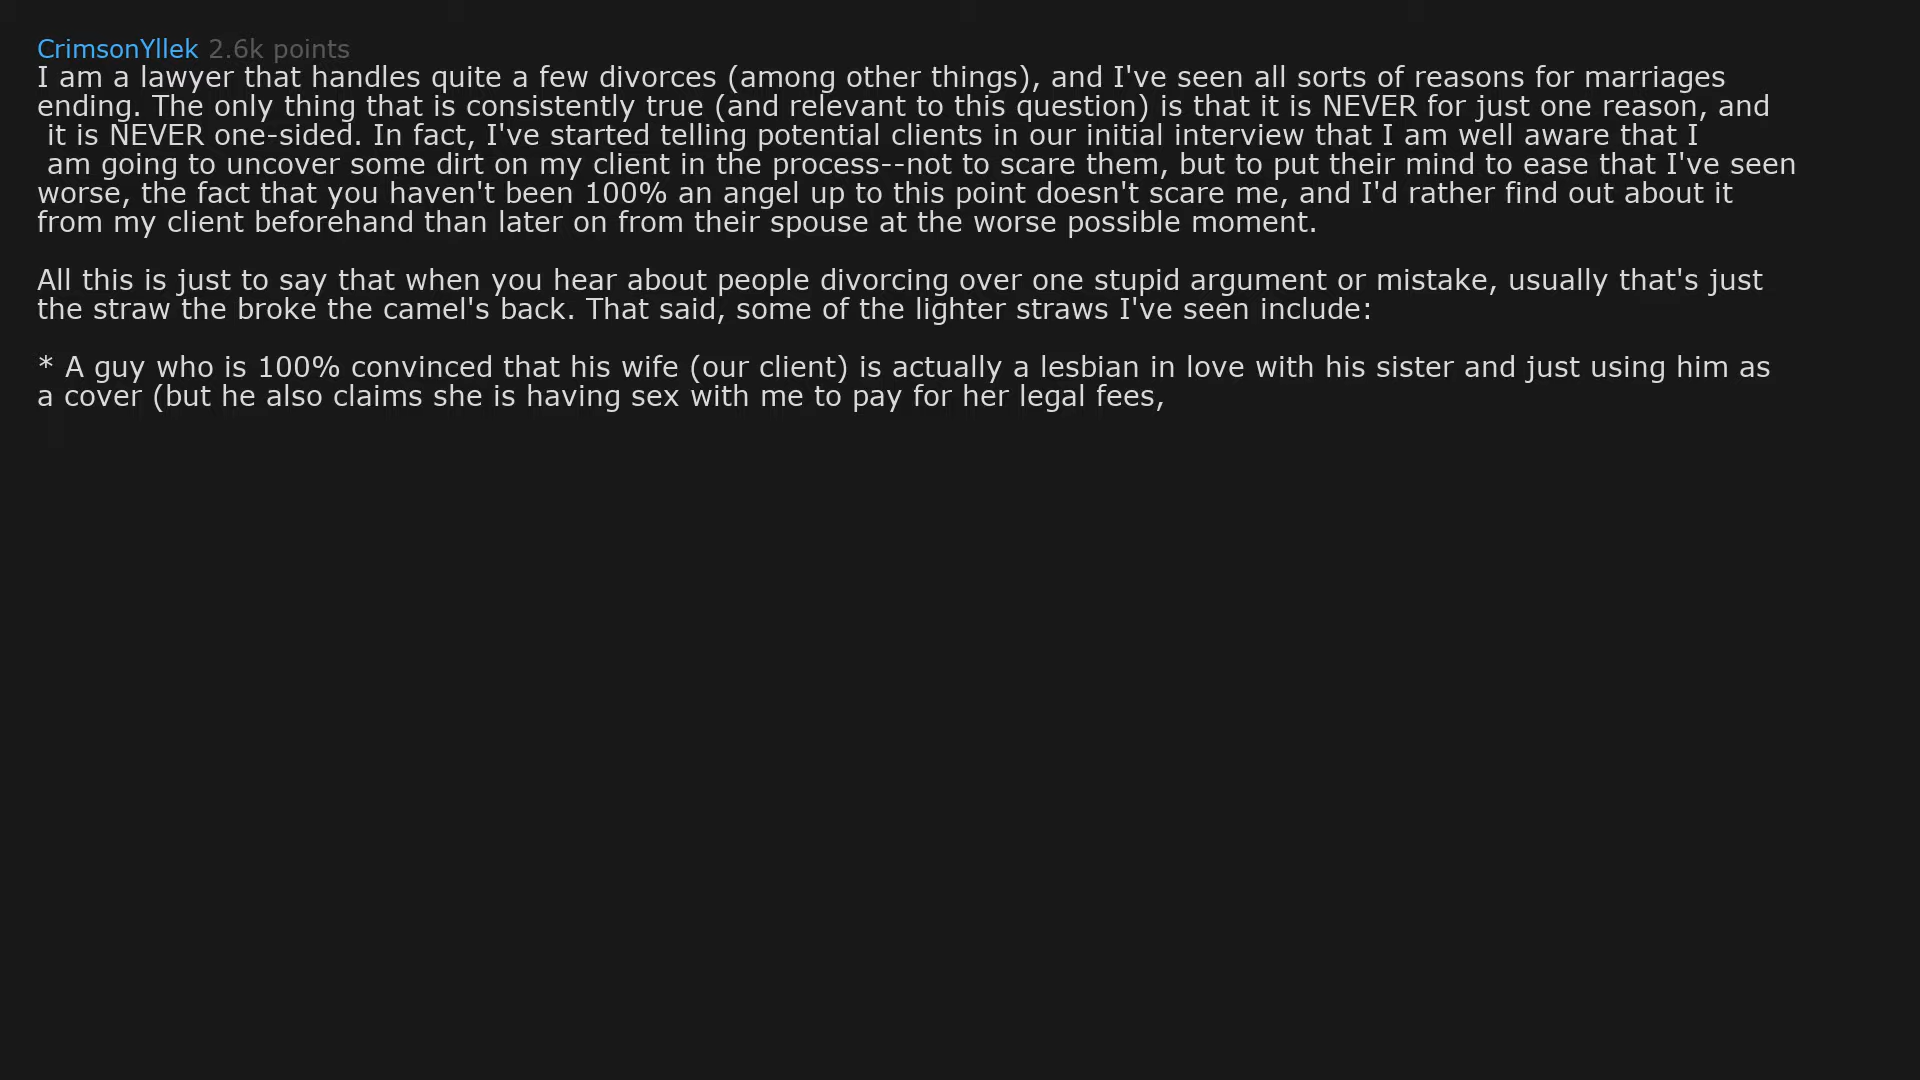 CrimsonYllek 2.6k points
I am a lawyer that handles quite a few divorces (among other things), and I've seen all sorts of reasons for marriages
ending. The only thing that is consistently true (and relevant to this question) is that it is NEVER for just one reason, and
it is NEVER one-sided. In fact, I've started telling potential clients in our initial interview that I am well aware that I
am going to uncover some dirt on my client in the process--not to scare them, but to put their mind to ease that I've seen
worse, the fact that you haven't been 100% an angel up to this point doesn't scare me, and I'd rather find out about it
from my client beforehand than later on from their spouse at the worse possible moment.
All this is just to say that when you hear about people divorcing over one stupid argument or mistake, usually that's just
the straw the broke the camel's back. That said, some of the lighter straws I've seen include:
* A guy who is 100% convinced that his wife (our client) is actually a lesbian in love with his sister and just using him as
a cover (but he also claims she is having sex with me to pay for her legal fees,